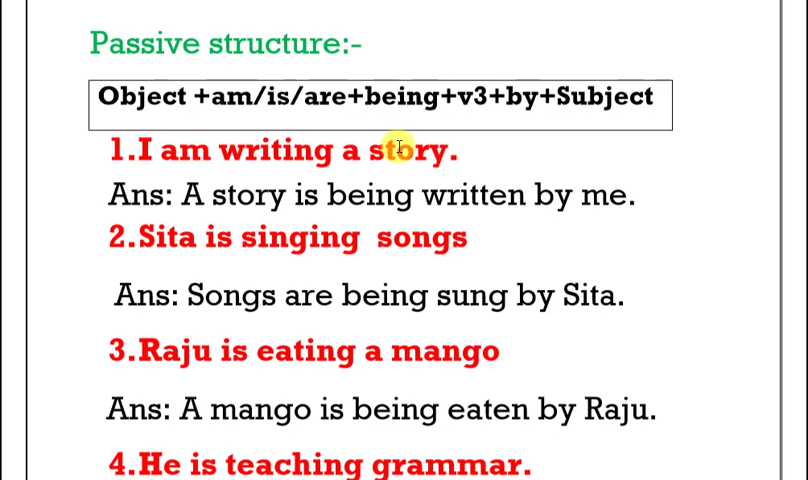 Passive structure:-
Object +am/is/are+being+v3+by+Subject
1.I am writing a story.
Ans: A story is being written by me.
2.Sita is singing  songs
Ans: Songs are being sung by Sita.
3.Raju is eating a mango
Ans: A mango is being eaten by Raju.
4.He is teaching grammar.